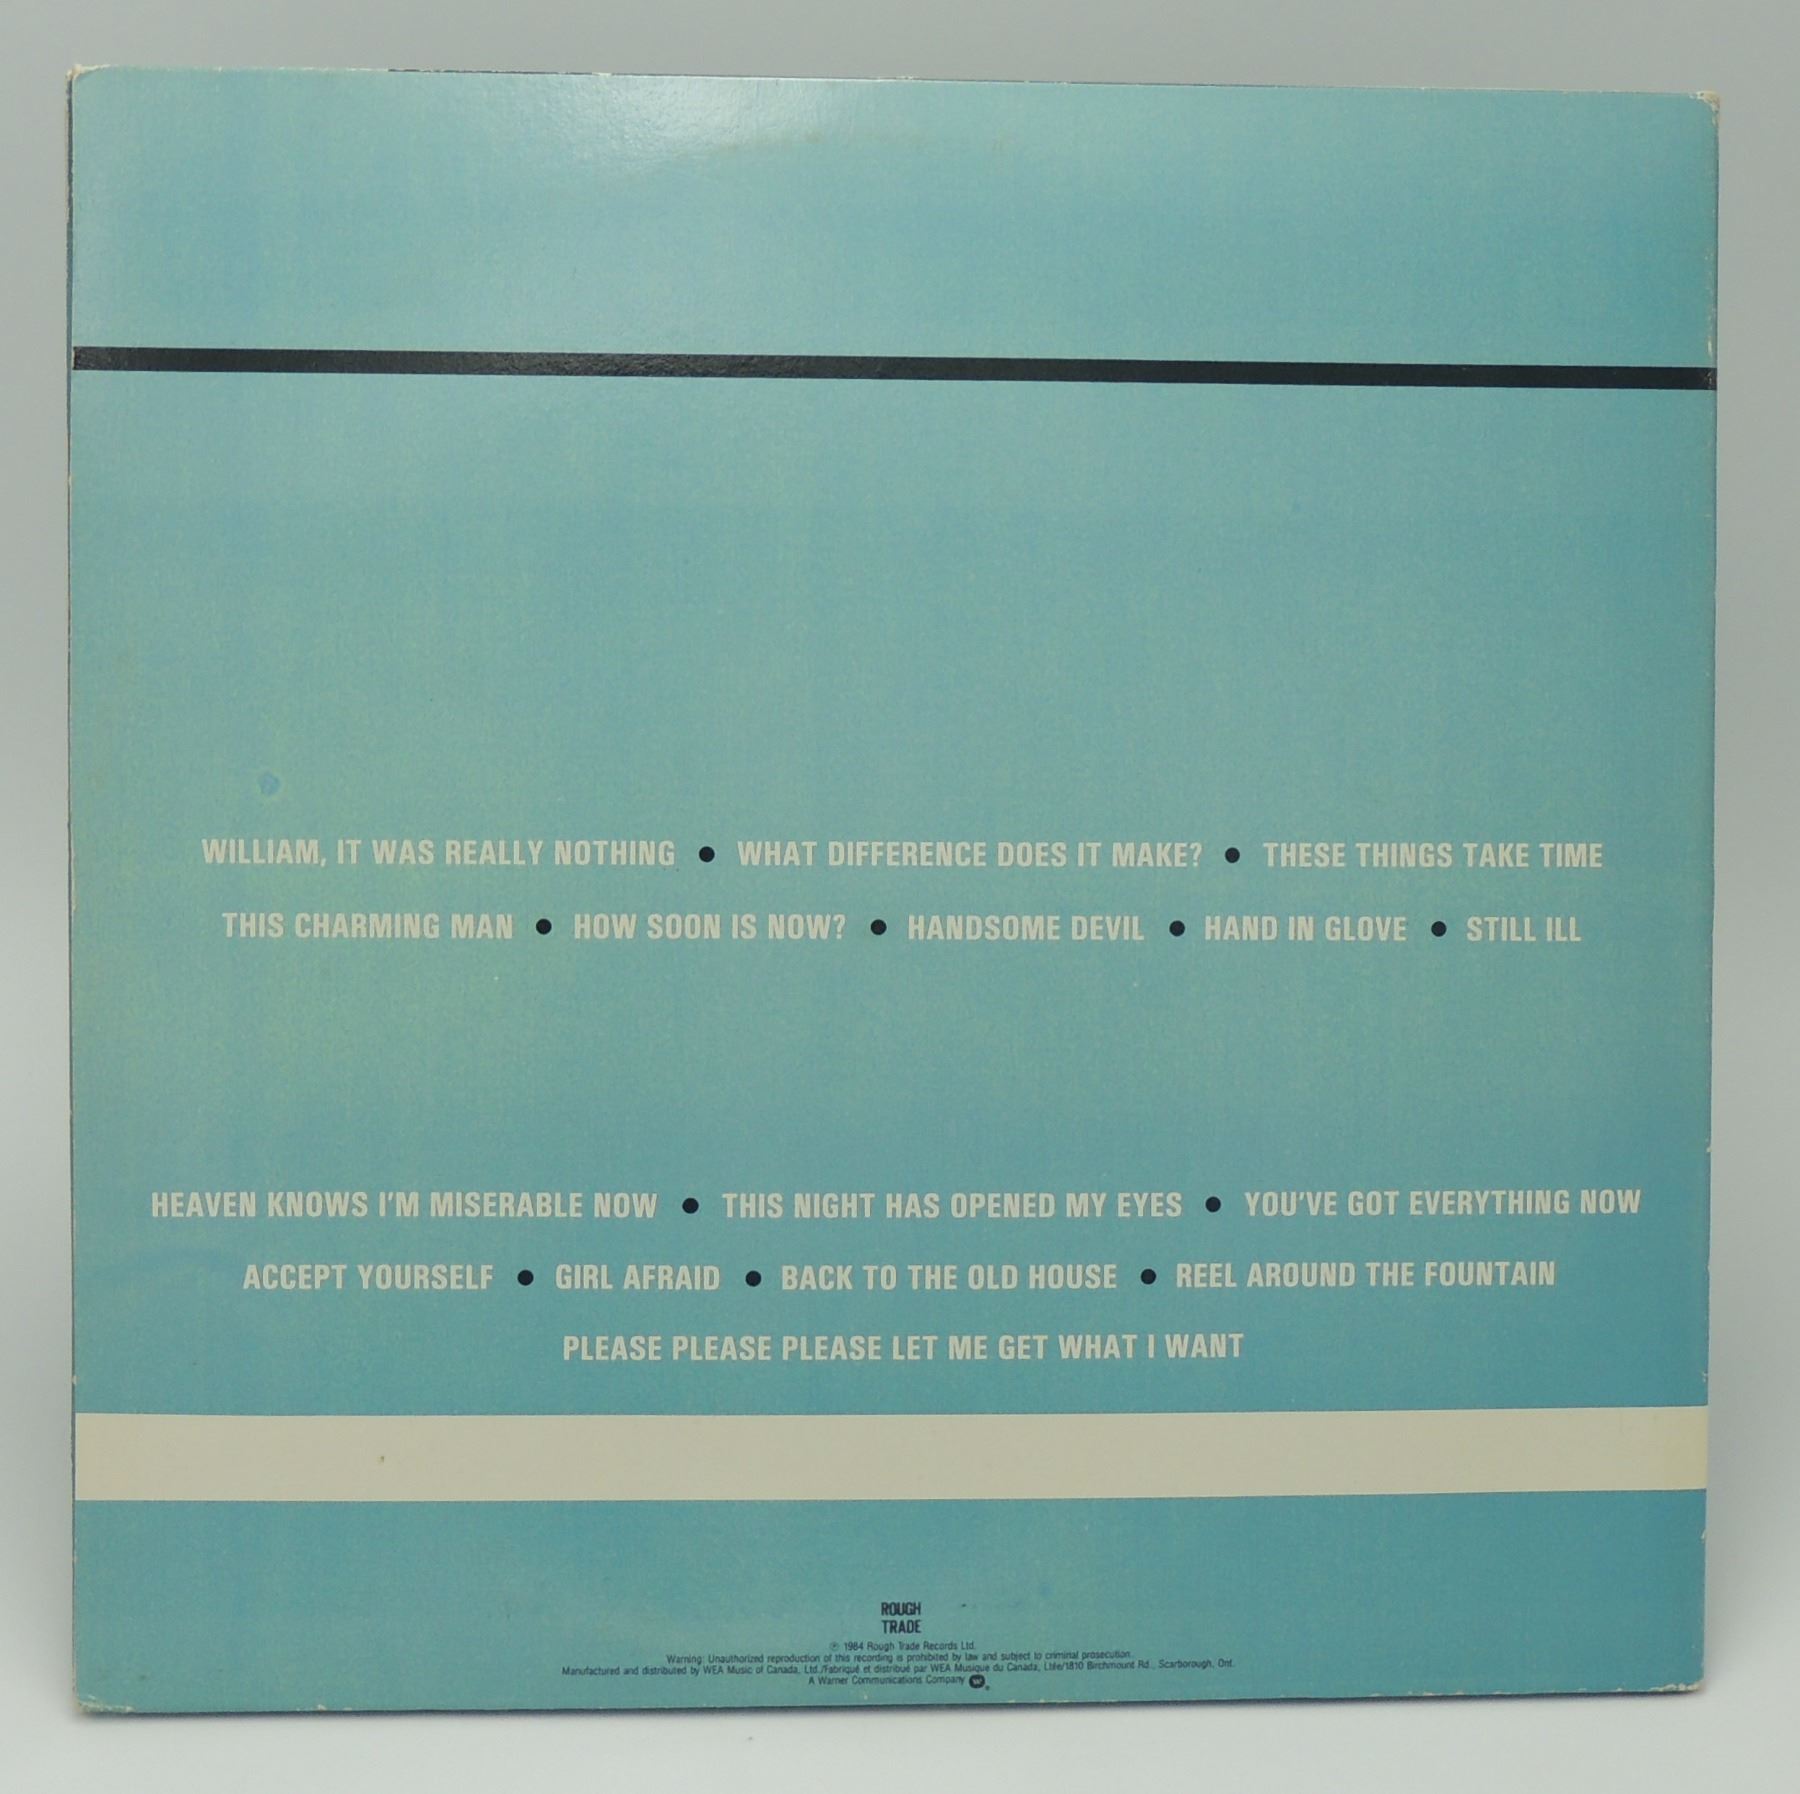 WILLIAM, IT WAS REALLY NOTHING ● WHAT DIFFERENCE DOES IT MAKE? ● THESE THINGS TAKE TIME
THIS CHARMING MAN ● HOW SOON IS NOW? ● HANDSOME DEVIL ● HAND IN GLOVE ● STILL ILL
HEAVEN KNOWS I'M MISERABLE NOW ● THIS NIGHT HAS OPENED MY EYES ● YOU'VE GOT EVERYTHING NOW
ACCEPT YOURSELF ● GIRL AFRAID ● BACK TO THE OLD HOUSE ● REEL AROUND THE FOUNTAIN
PLEASE PLEASE PLEASE LET ME GET WHAT I WANT
ROUGH
TRADE
℗ 1984 Rough Trade Records Ltd.
Warning: Unauthorized reproduction of this recording is prohibited by law and subject to criminal prosecution.
Manufactured and distributed by WEA Music of Canada, Ltd./Fabriqué et distribué par WEA Musique du Canada, Ltée/1810 Birchmount Rd., Scarborough, Ont.
A Warner Communications Company